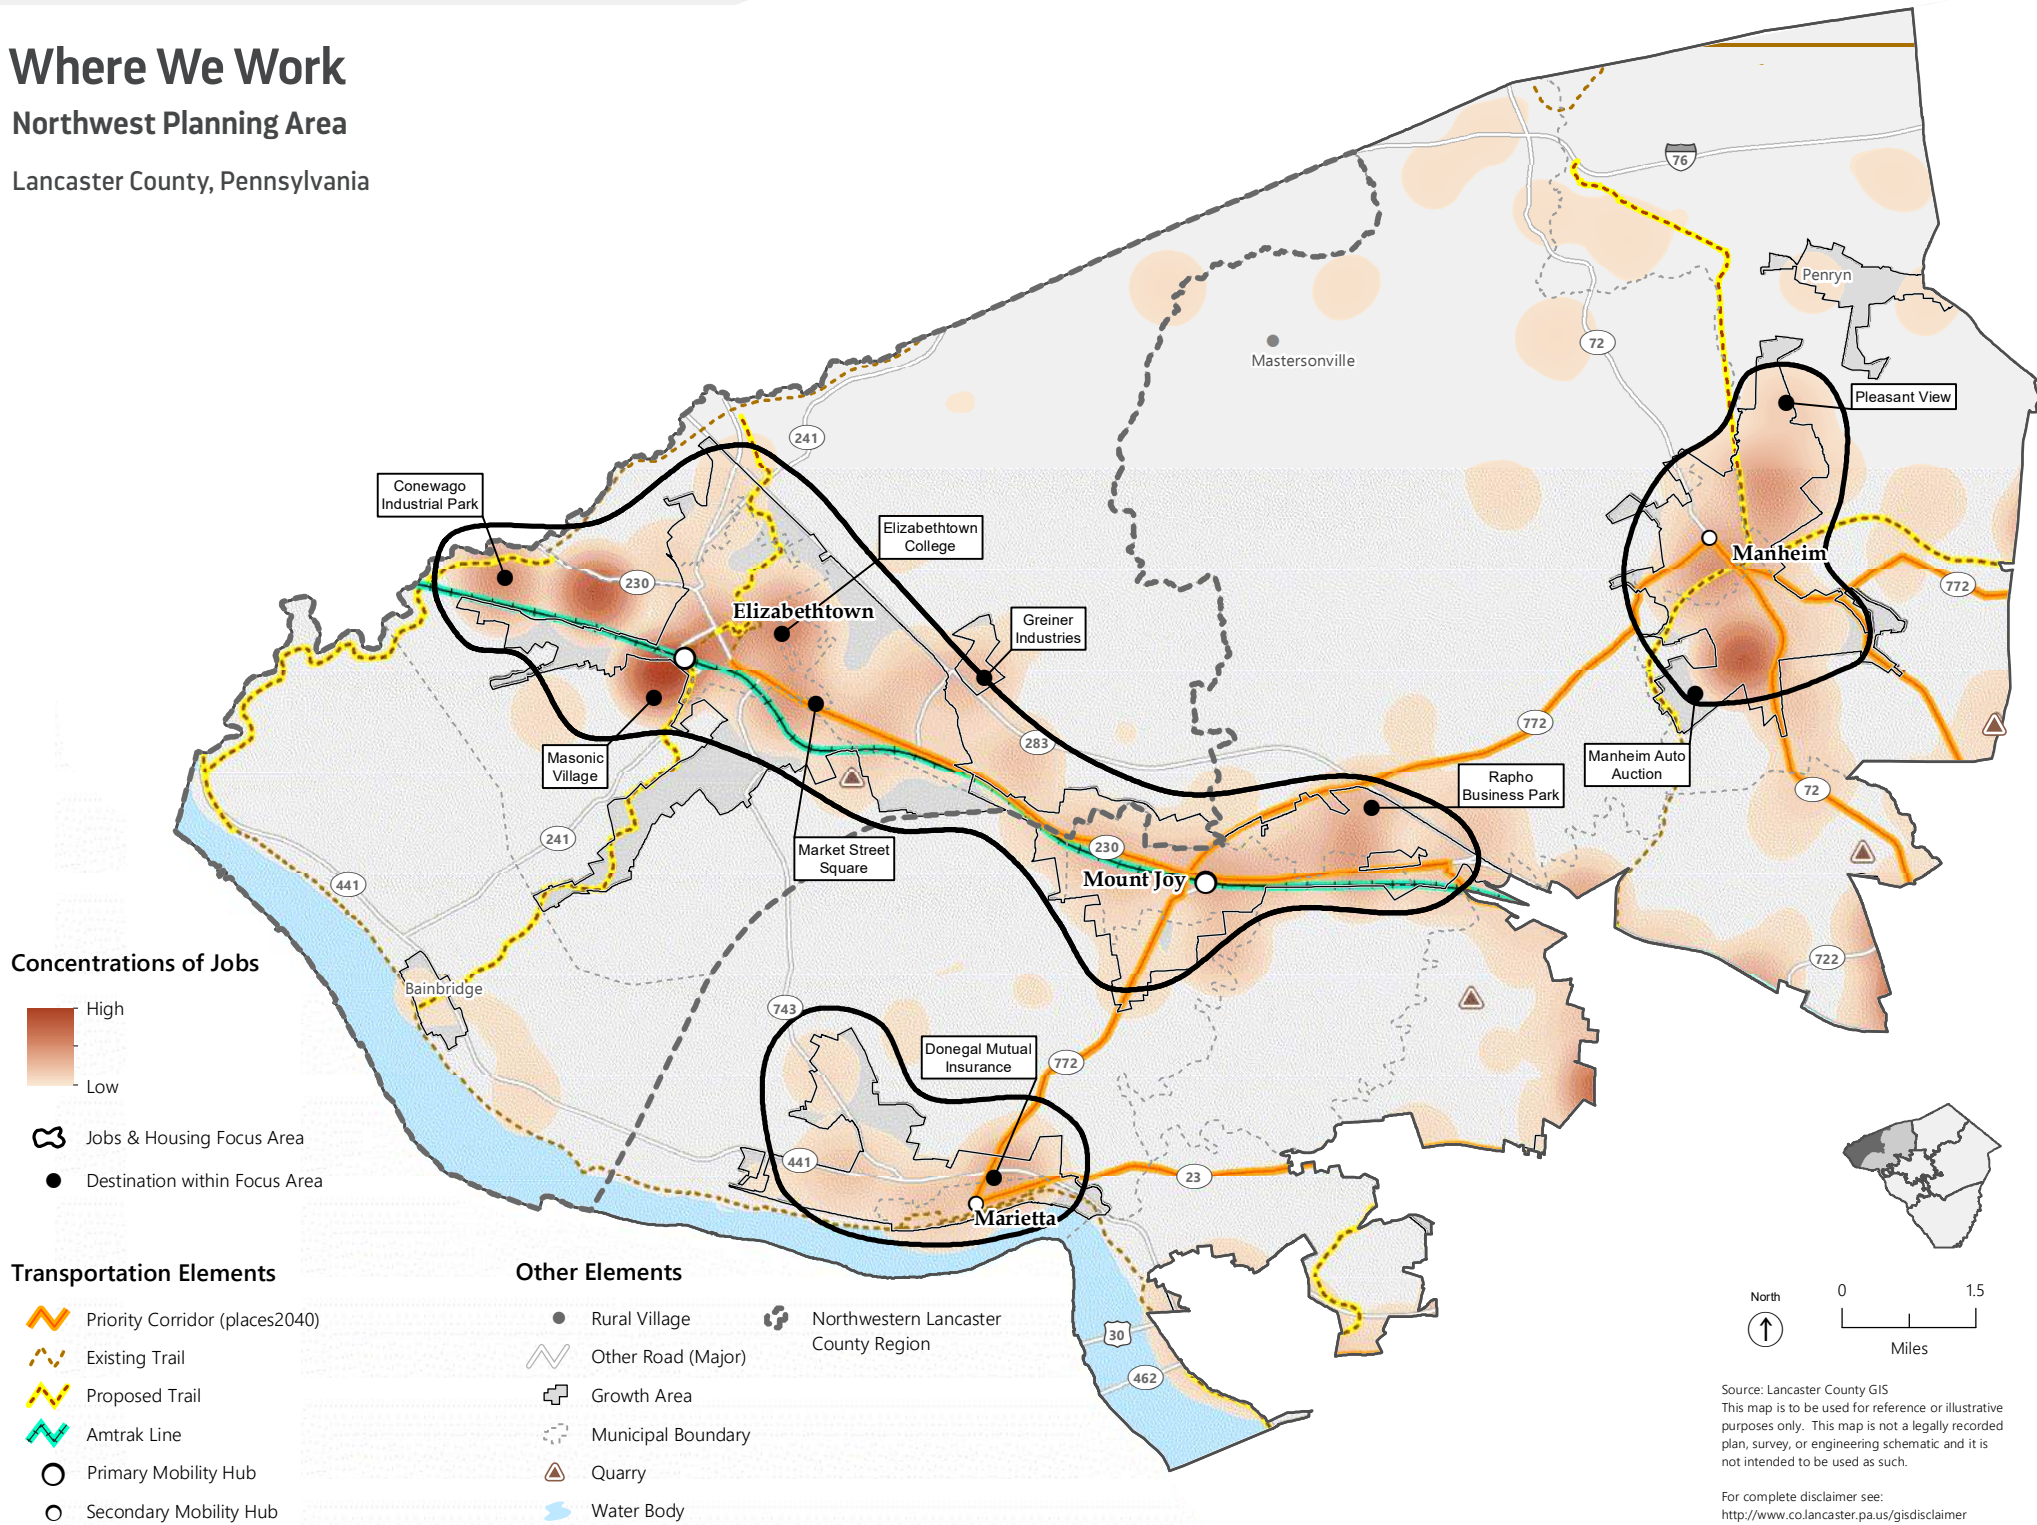 Where We Work
Northwest Planning Area
Lancaster County, Pennsylvania
76
Penryn
72
Mastersonville
Pleasant View
241
Conewago
Industrial Park
Elizabethtown
College
Manheim
230
772
Elizabethtown
Greiner
Industries
772
283
Masonic
Village
Manheim Auto
Auction
Rapho
Business Park
72
241
230
Market Street
Square
Mount Joy
441
722
Bainbridge
743
Donegal Mutual
Insurance
772
441
23
Marietta
30
462
Concentrations of Jobs
High
Low
Jobs & Housing Focus Area
Destination within Focus Area
Transportation Elements
Priority Corridor (places2040)
Existing Trail
Proposed Trail
Amtrak Line
Primary Mobility Hub
Secondary Mobility Hub
Other Elements
Rural Village
Other Road (Major)
Growth Area
Municipal Boundary
Quarry
Water Body
Northwestern Lancaster
County Region
North
0 1.5
Miles
Source: Lancaster County GIS
This map is to be used for reference or illustrative
purposes only. This map is not a legally recorded
plan, survey, or engineering schematic and it is
not intended to be used as such.
For complete disclaimer see:
http://www.co.lancaster.pa.us/gisdisclaimer